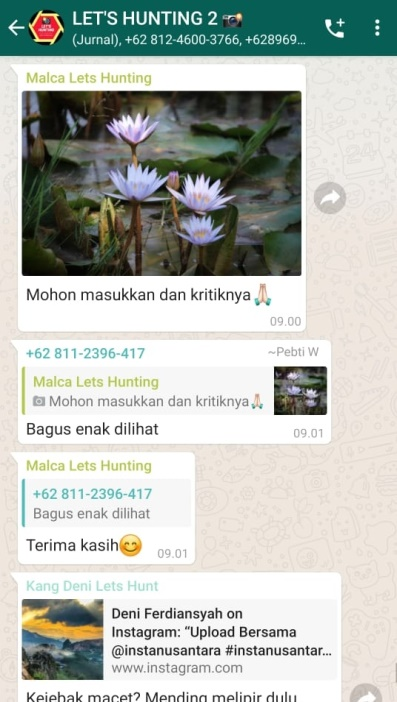 LET'S HUNTING 2 📸
(Jurnal), +62 812-4600-3766, +628969...
Malca Lets Hunting
Mohon masukkan dan kritiknya🙏🏻
09.00
+62 811-2396-417
~Pebti W
Malca Lets Hunting
Mohon masukkan dan kritiknya🙏🏻
Bagus enak dilihat
09.01
Malca Lets Hunting
+62 811-2396-417
Bagus enak dilihat
Terima kasih😊
09.01
Kang Deni Lets Hunt
Deni Ferdiansyah on
Instagram: “Upload Bersama
@instanusantara #instanusantar...
www.instagram.com
Kejebak macet? Mending melipir dulu